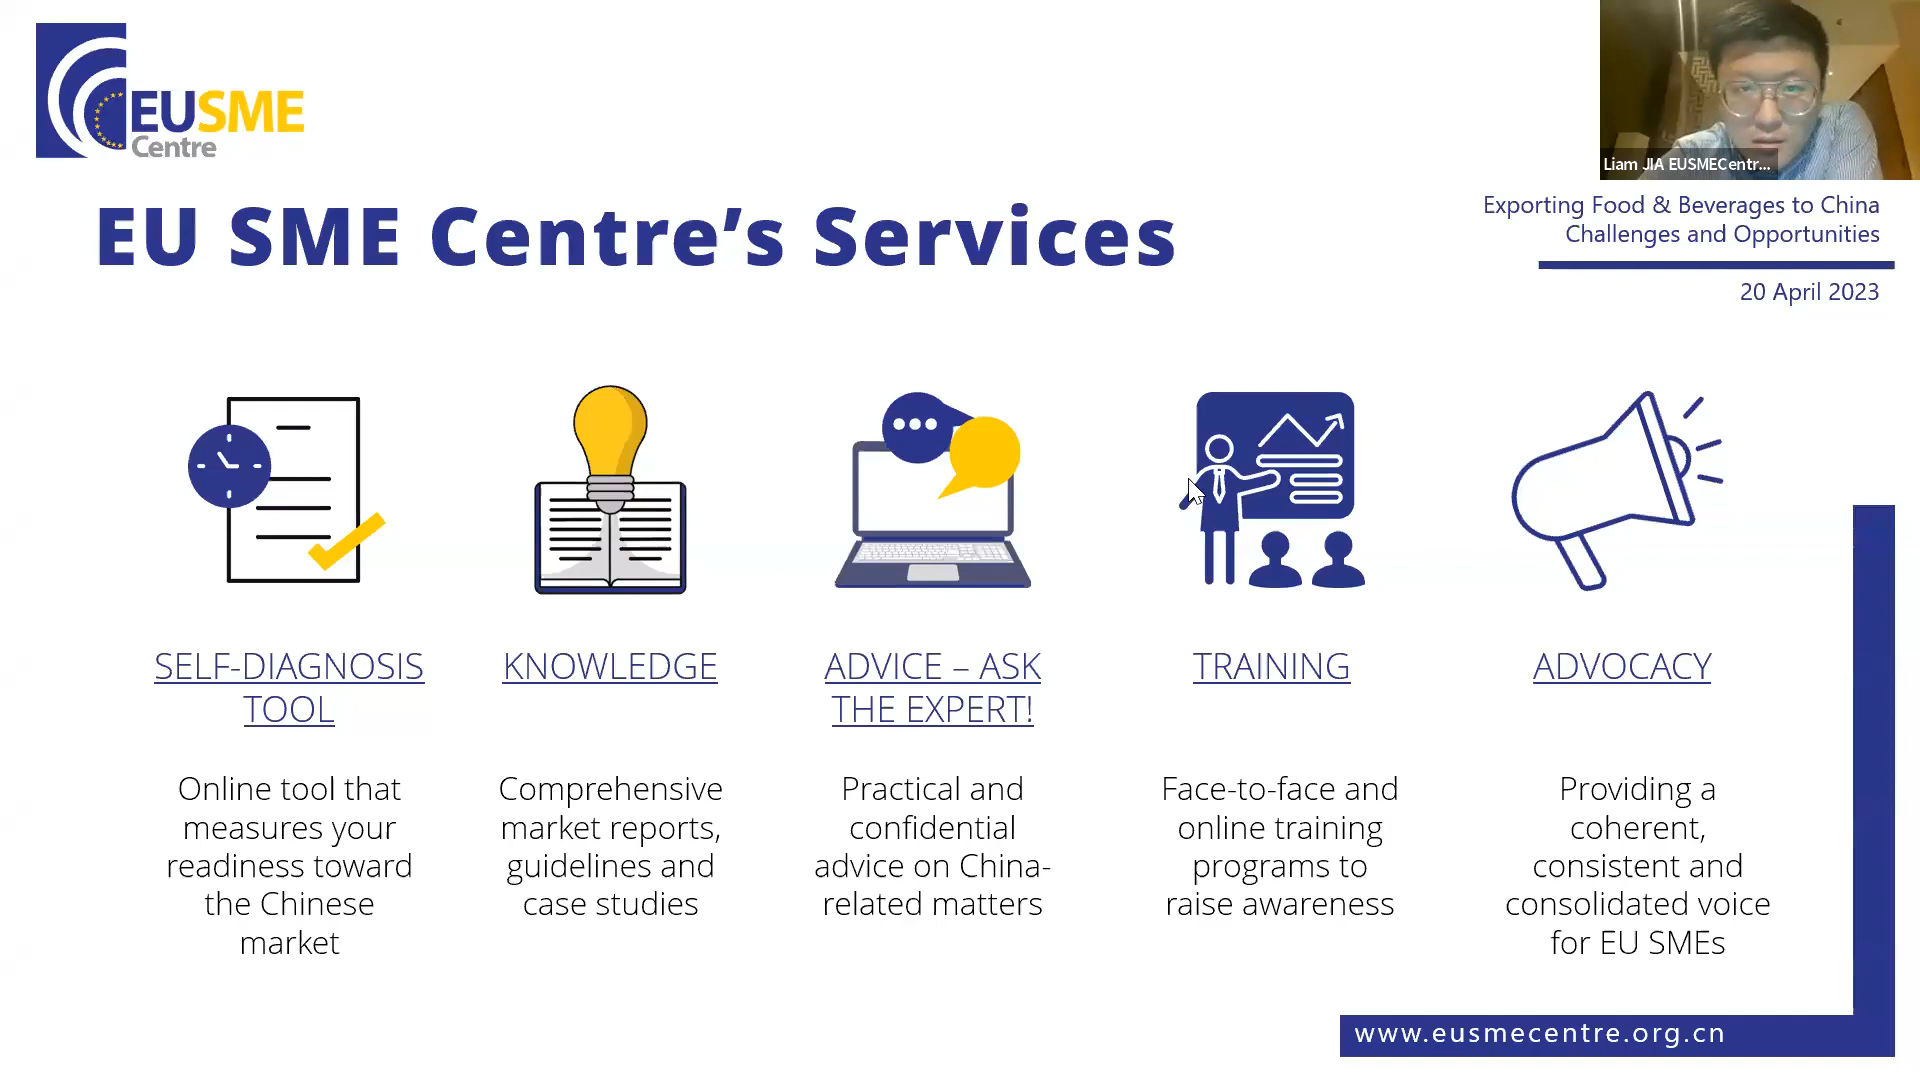 EUSME
Centre
Liam JIA EUSMECentr...
EU SME Centre’s Services
Exporting Food & Beverages to China
Challenges and Opportunities
20 April 2023
SELF-DIAGNOSIS
TOOL
Online tool that
measures your
readiness toward
the Chinese
market
KNOWLEDGE
Comprehensive
market reports,
guidelines and
case studies
ADVICE – ASK
THE EXPERT!
Practical and
confidential
advice on China-
related matters
TRAINING
Face-to-face and
online training
programs to
raise awareness
ADVOCACY
Providing a
coherent,
consistent and
consolidated voice
for EU SMEs
www.eusmecentre.org.cn